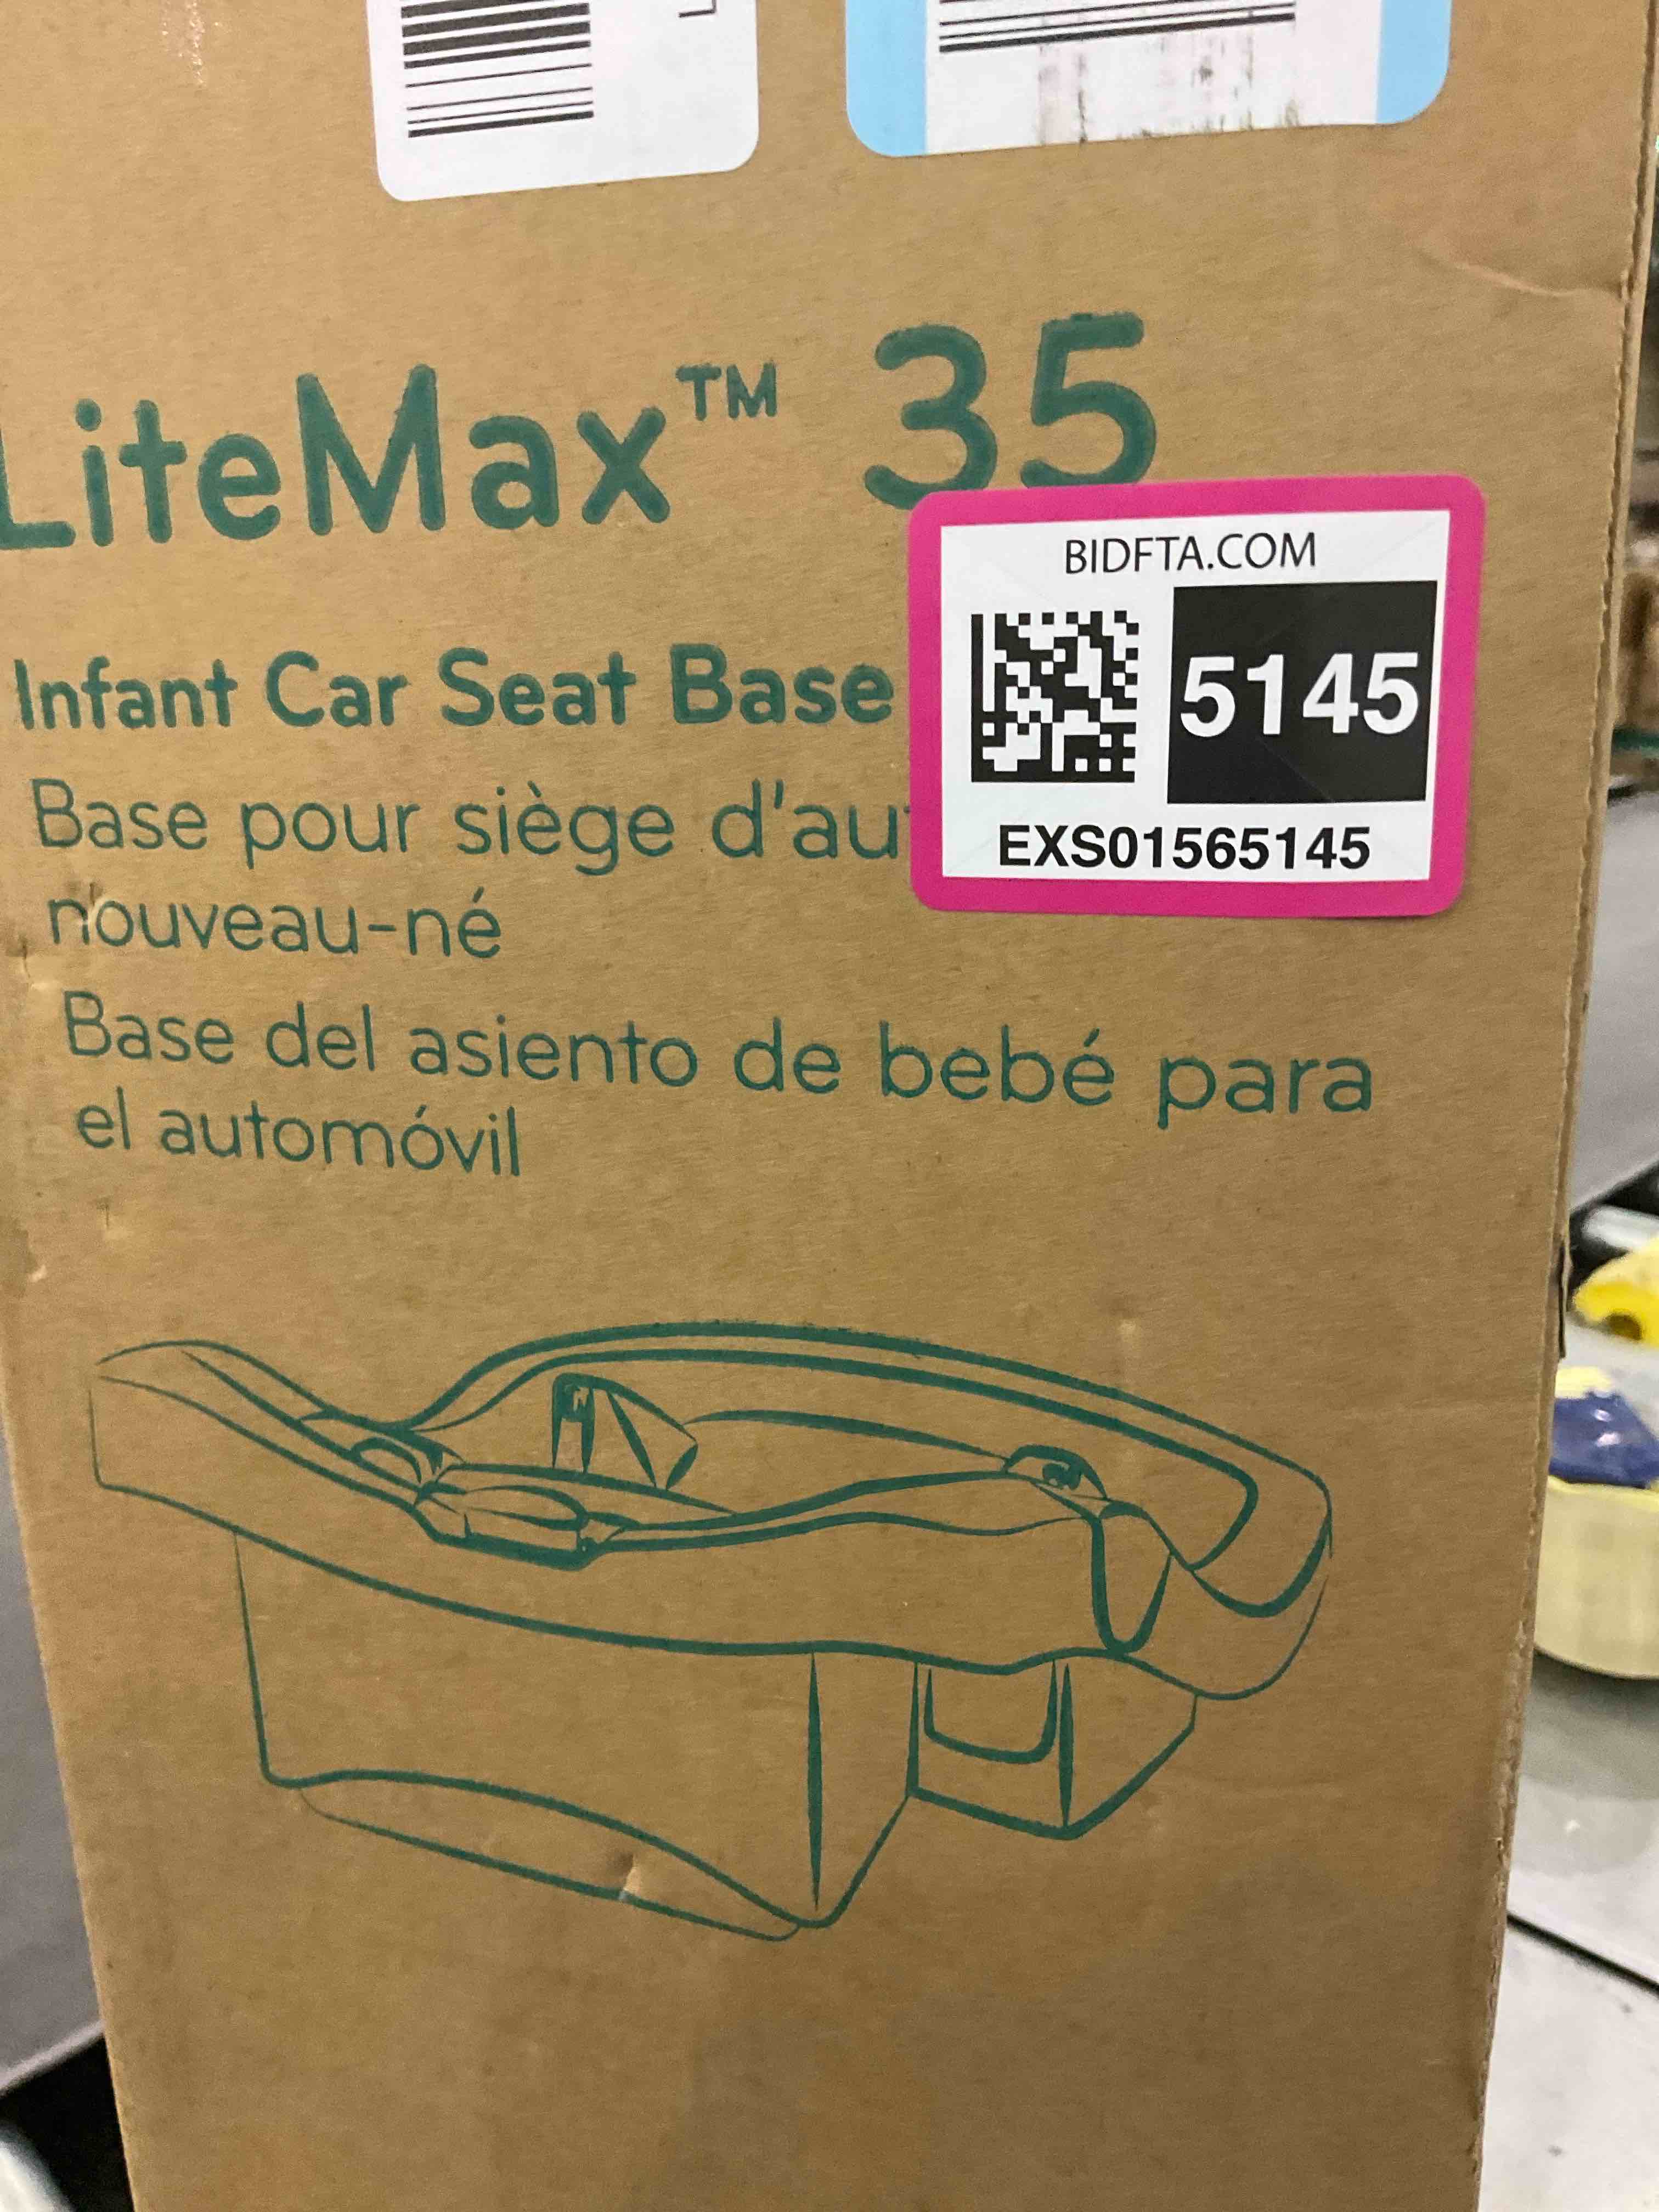 LiteMax™ 35
Infant Car Seat Base
Base pour siège
nouveau-né
Base del asiento de bebé para
el automóvil
BIDFTA.COM
5145
EXS01565145